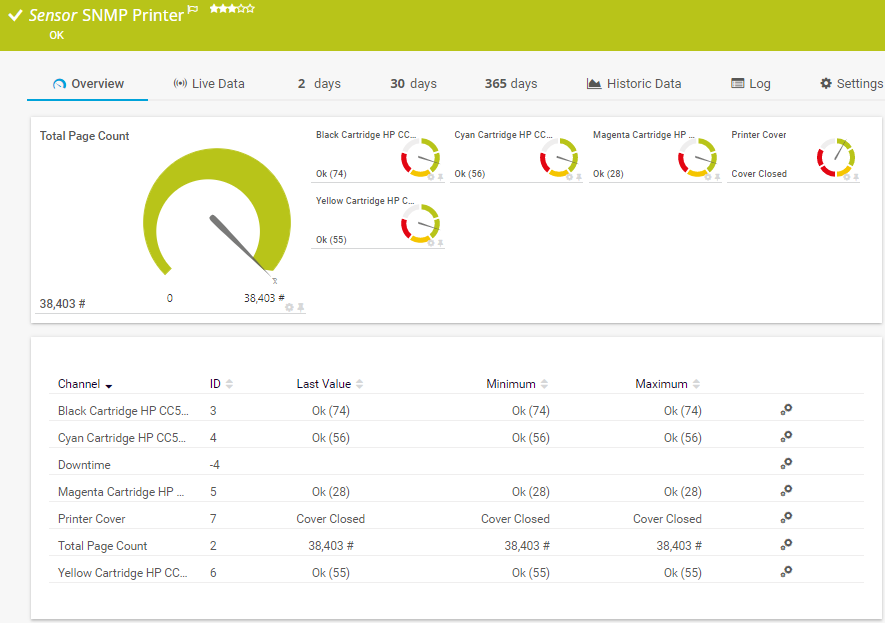 Sensor SNMP Printer
OK
Overview Live Data 2 days 30 days 365 days Historic Data Log Settings
Total Page Count
Black Cartridge HP CC... Cyan Cartridge HP CC... Magenta Cartridge HP ... Printer Cover
Ok (74) Ok (56) Ok (28) Cover Closed
Yellow Cartridge HP C...
Ok (55)
0 38,403 #
38,403 #
Channel ID Last Value Minimum Maximum
Black Cartridge HP CC5... 3 Ok (74) Ok (74) Ok (74)
Cyan Cartridge HP CC5... 4 Ok (56) Ok (56) Ok (56)
Downtime -4
Magenta Cartridge HP ... 5 Ok (28) Ok (28) Ok (28)
Printer Cover 7 Cover Closed Cover Closed Cover Closed
Total Page Count 2 38,403 # 38,403 # 38,403 #
Yellow Cartridge HP CC... 6 Ok (55) Ok (55) Ok (55)